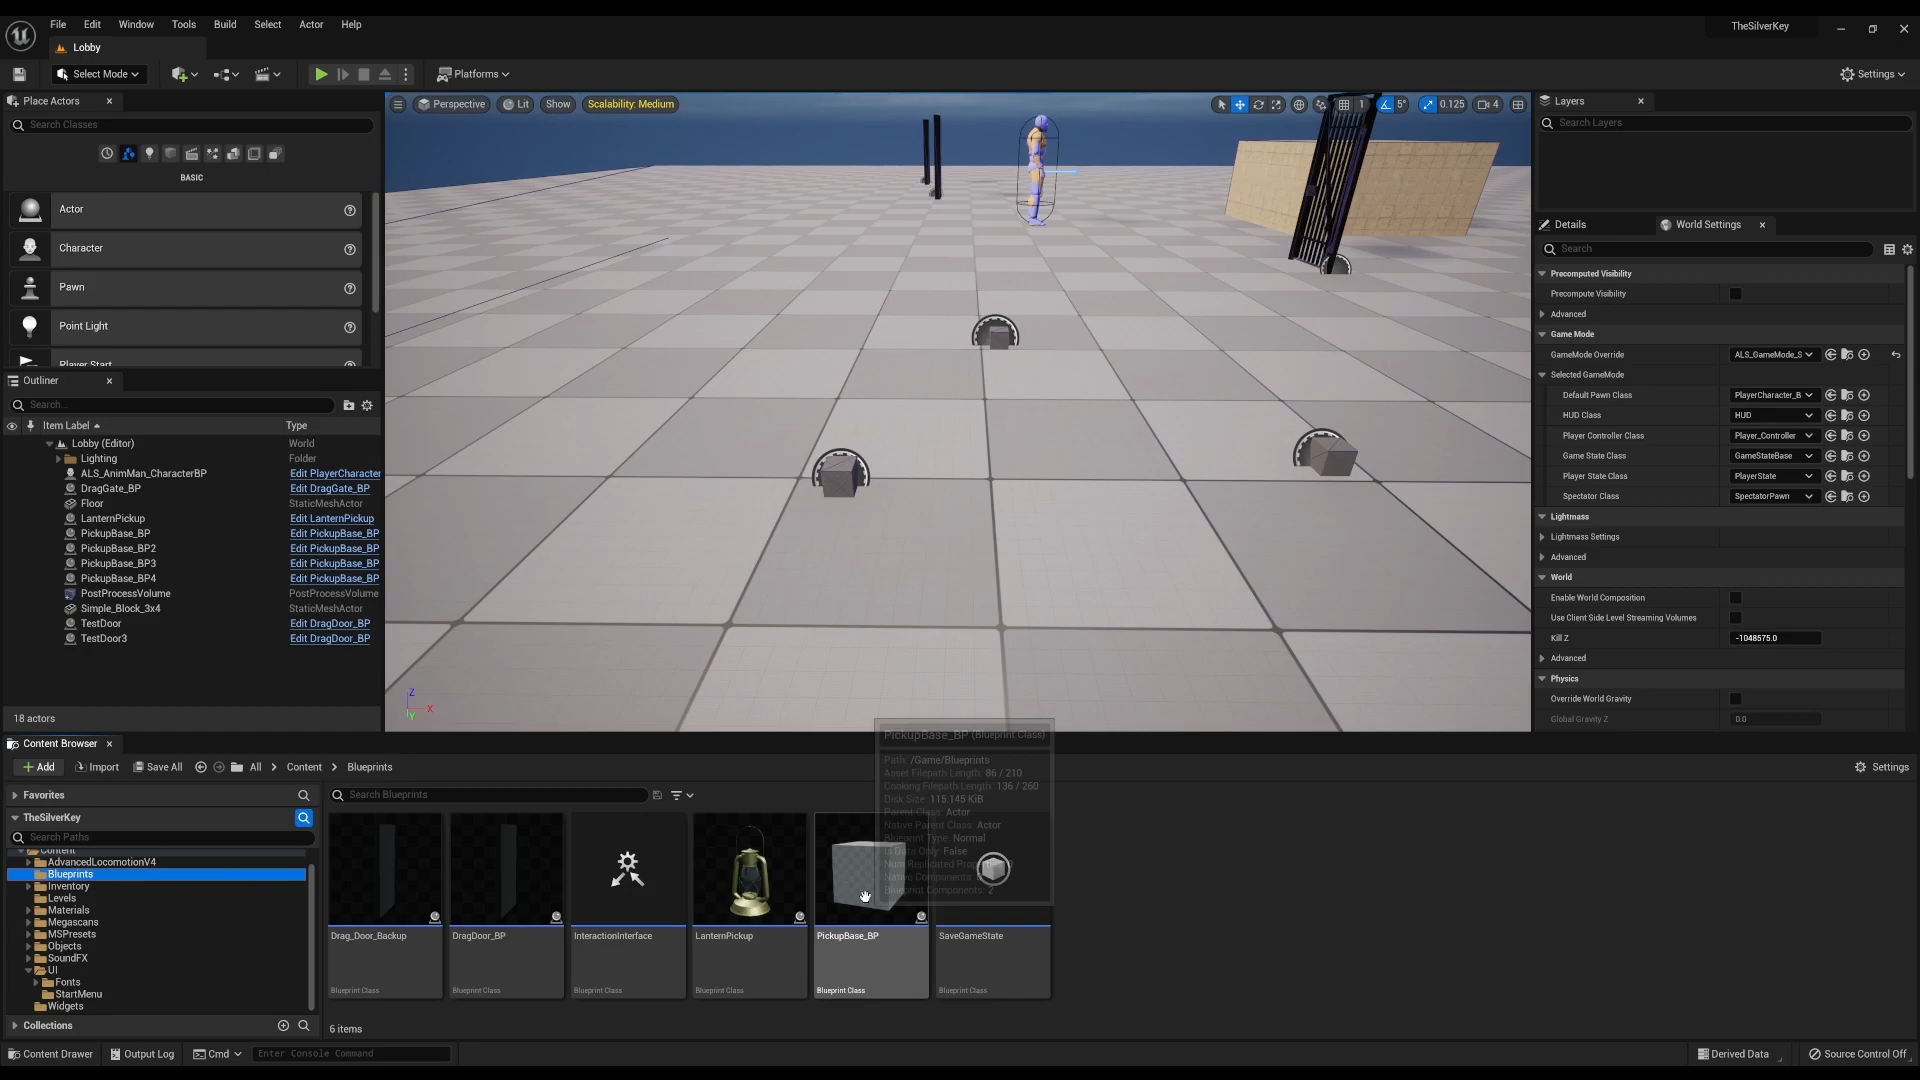 File Edit Window Tools Build Select Actor Help
TheSilverKey
Lobby
Select Mode
Platforms
Settings
Place Actors
Search Classes
BASIC
Actor
Character
Pawn
Point Light
Player Start
Outliner
Search...
Item Label Type
Lobby (Editor) World
Lighting Folder
ALS_AnimMan_CharacterBP Edit PlayerCharacter
DragGate_BP Edit DragGate_BP
Floor StaticMeshActor
LanternPickup Edit LanternPickup
PickupBase_BP Edit PickupBase_BP
PickupBase_BP2 Edit PickupBase_BP
PickupBase_BP3 Edit PickupBase_BP
PickupBase_BP4 Edit PickupBase_BP
PostProcessVolume PostProcessVolume
Simple_Block_3x4 StaticMeshActor
TestDoor Edit DragDoor_BP
TestDoor3 Edit DragDoor_BP
18 actors
Perspective Lit Show Scalability: Medium
1 5° 0.125 4
Z
X
Y
Layers
Search Layers
Details World Settings
Search
Precomputed Visibility
Precompute Visibility
Advanced
Game Mode
GameMode Override ALS_GameMode_S
Selected GameMode
Default Pawn Class PlayerCharacter_B
HUD Class HUD
Player Controller Class Player_Controller
Game State Class GameStateBase
Player State Class PlayerState
Spectator Class SpectatorPawn
Lightmass
Lightmass Settings
Advanced
World
Enable World Composition
Use Client Side Level Streaming Volumes
Kill Z -1048575.0
Advanced
Physics
Override World Gravity
Global Gravity Z 0.0
Content Browser
Add Import Save All All Content Blueprints
Settings
Favorites
TheSilverKey
Search Paths
Content
AdvancedLocomotionV4
Blueprints
Inventory
Levels
Materials
Megascans
MSPresets
Objects
SoundFX
UI
Fonts
StartMenu
Widgets
Collections
Search Blueprints
PickupBase_BP (Blueprint Class)
Path: /Game/Blueprints
Asset Filepath Length: 86 / 210
Cooking Filepath Length: 136 / 260
Disk Size: 115.145 KiB
Parent Class: Actor
Native Parent Class: Actor
Blueprint Type: Normal
Is Data Only: False
Num Replicated
Native Components:
Blueprint Components: 2
Drag_Door_Backup
Blueprint Class
DragDoor_BP
Blueprint Class
InteractionInterface
Blueprint Class
LanternPickup
Blueprint Class
PickupBase_BP
Blueprint Class
SaveGameState
Blueprint Class
6 items
Content Drawer Output Log Cmd Enter Console Command
Derived Data Source Control Off